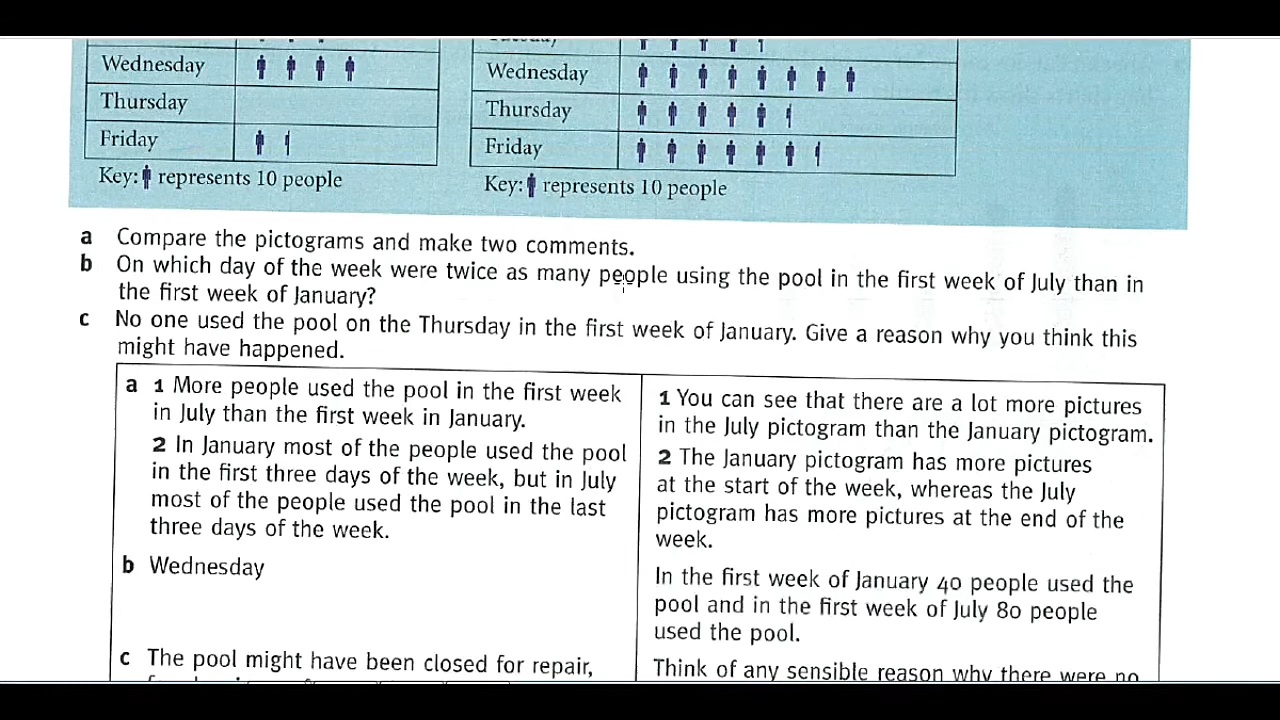 Tuesday
Wednesday
Thursday
Friday
Key: represents 10 people
Wednesday
Thursday
Friday
Key: represents 10 people
a Compare the pictograms and make two comments.
b On which day of the week were twice as many people using the pool in the first week of July than in
the first week of January?
c No one used the pool on the Thursday in the first week of January. Give a reason why you think this
might have happened.
a 1 More people used the pool in the first week
in July than the first week in January.
2 In January most of the people used the pool
in the first three days of the week, but in July
most of the people used the pool in the last
three days of the week.
b Wednesday
c The pool might have been closed for repair,
1 You can see that there are a lot more pictures
in the July pictogram than the January pictogram.
2 The January pictogram has more pictures
at the start of the week, whereas the July
pictogram has more pictures at the end of the
week.
In the first week of January 40 people used the
pool and in the first week of July 80 people
used the pool.
Think of any sensible reason why there were no